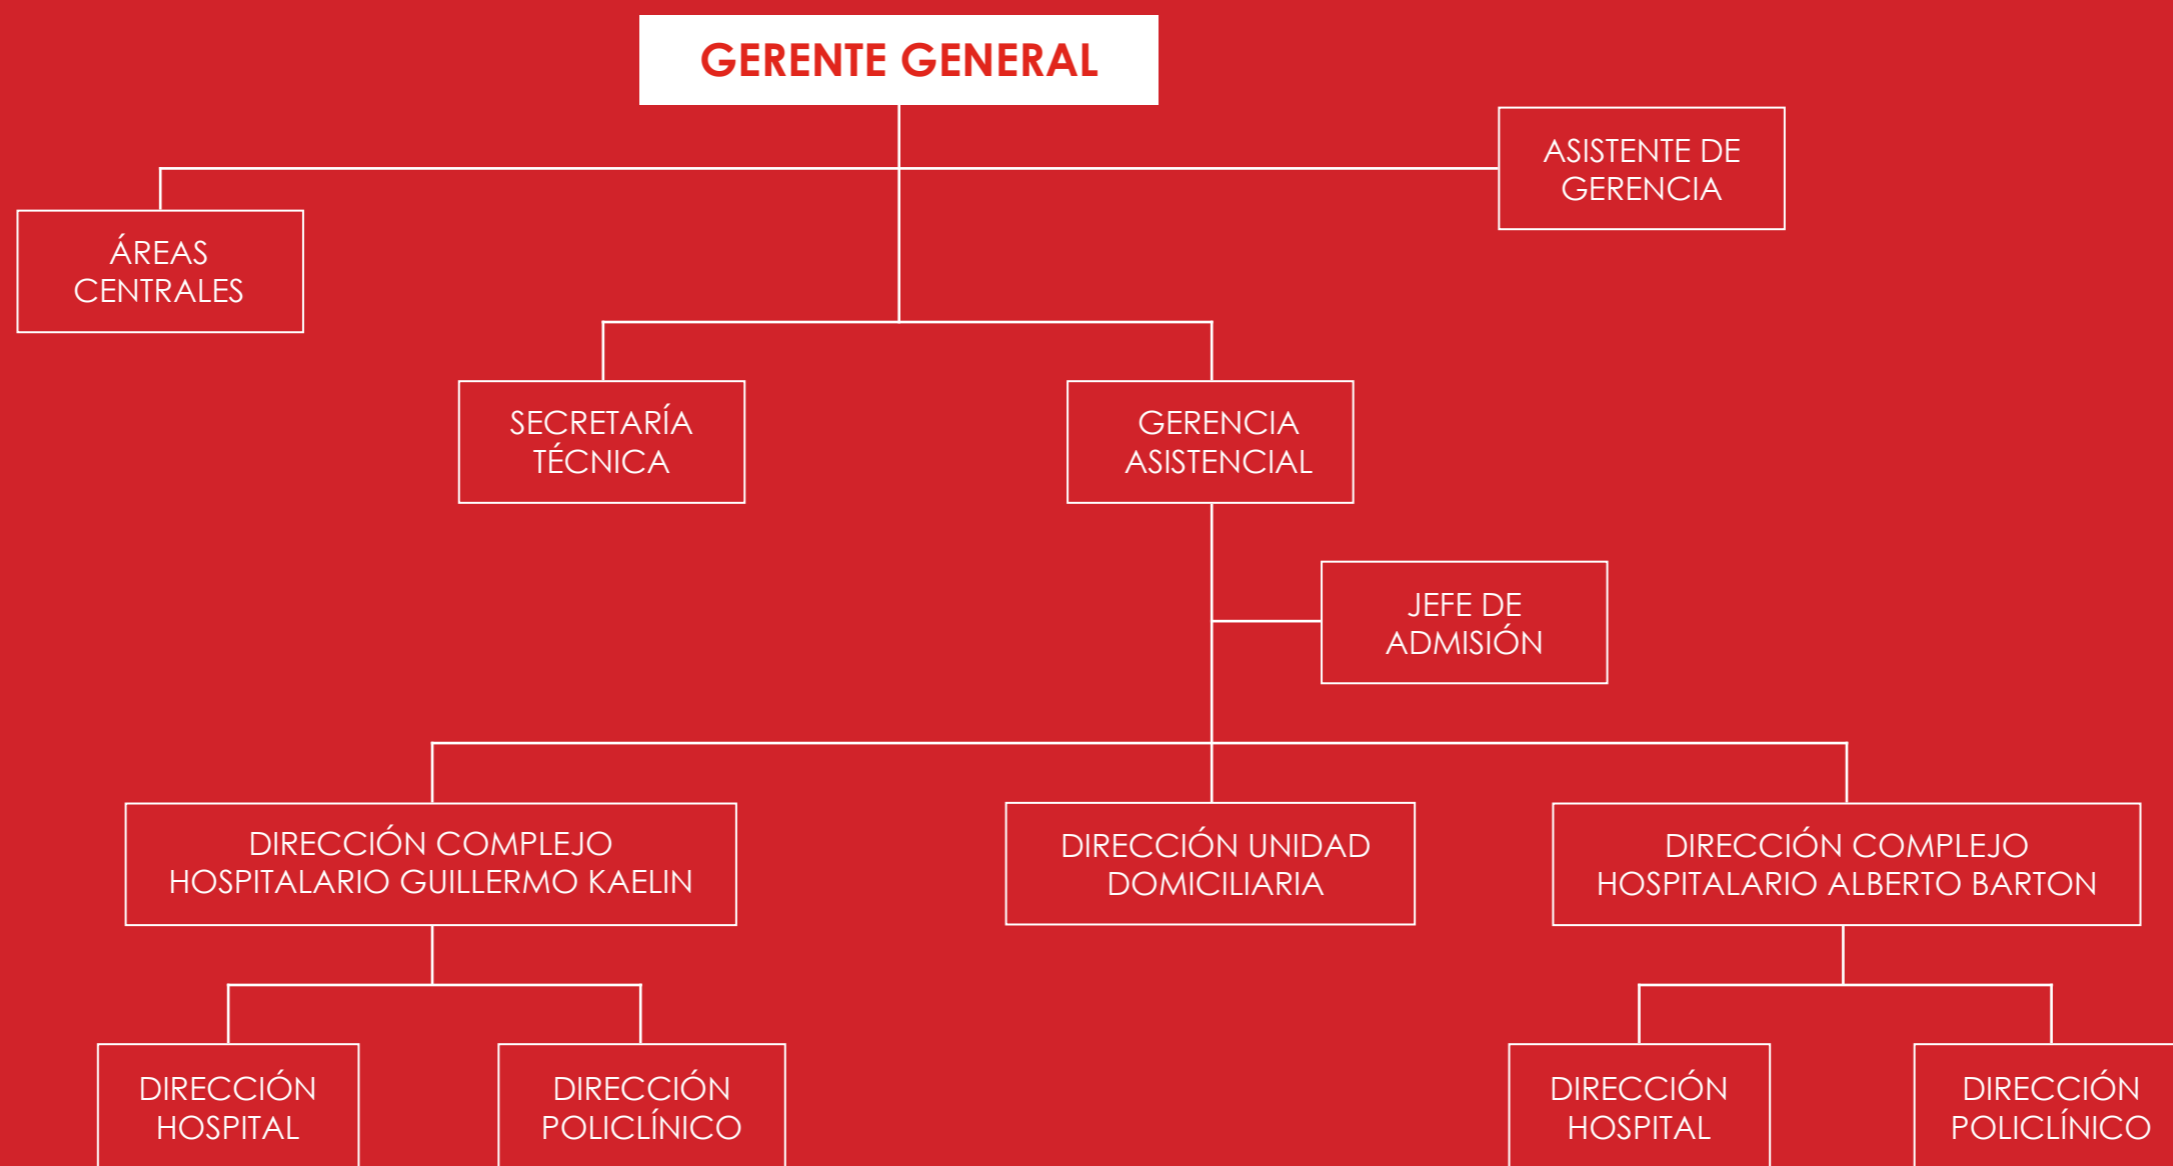 GERENTE GENERAL
ASISTENTE DE
GERENCIA
ÁREAS
CENTRALES
SECRETARÍA
TÉCNICA
GERENCIA
ASISTENCIAL
JEFE DE
ADMISIÓN
DIRECCIÓN COMPLEJO
HOSPITALARIO GUILLERMO KAELIN
DIRECCIÓN UNIDAD
DOMICILIARIA
DIRECCIÓN COMPLEJO
HOSPITALARIO ALBERTO BARTON
DIRECCIÓN
HOSPITAL
DIRECCIÓN
POLICLÍNICO
DIRECCIÓN
HOSPITAL
DIRECCIÓN
POLICLÍNICO